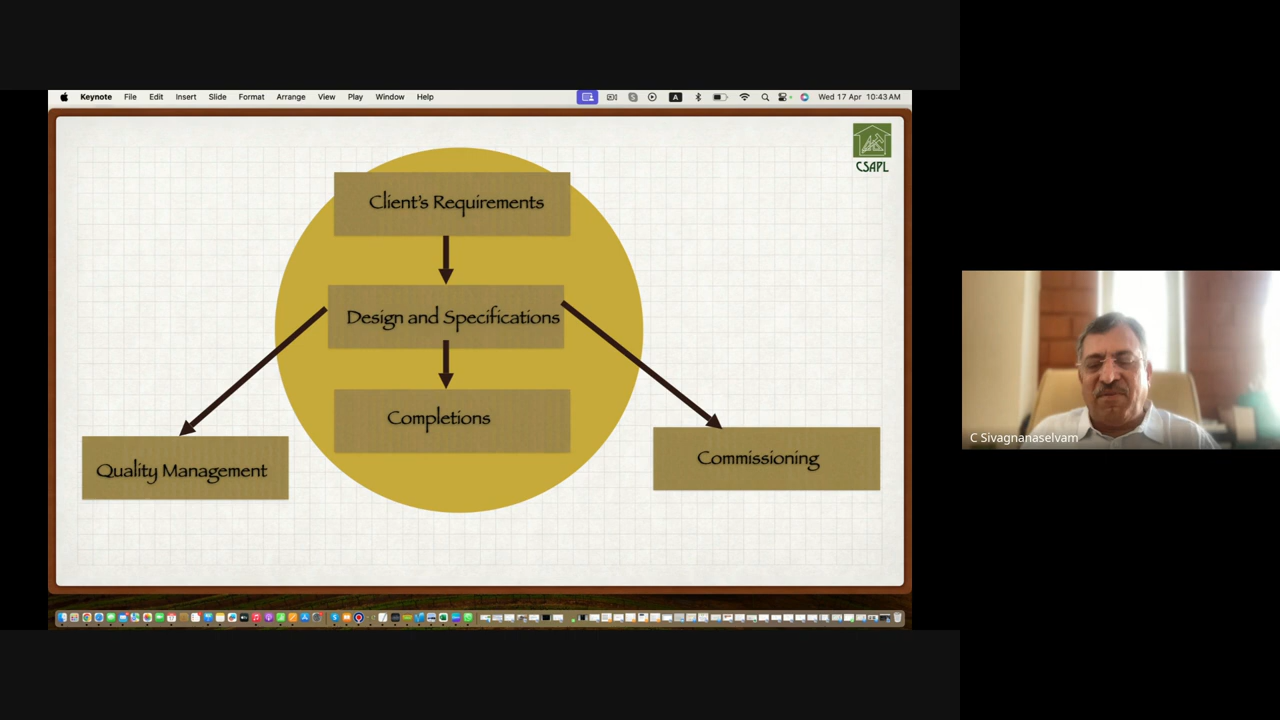 Keynote File Edit Insert Slide Format Arrange View Play Window Help A Wed 17 Apr 10:43 AM
CSAPL
Client's Requirements
Design and Specifications
Completions
Quality Management
Commissioning
C Sivagnanaselvam